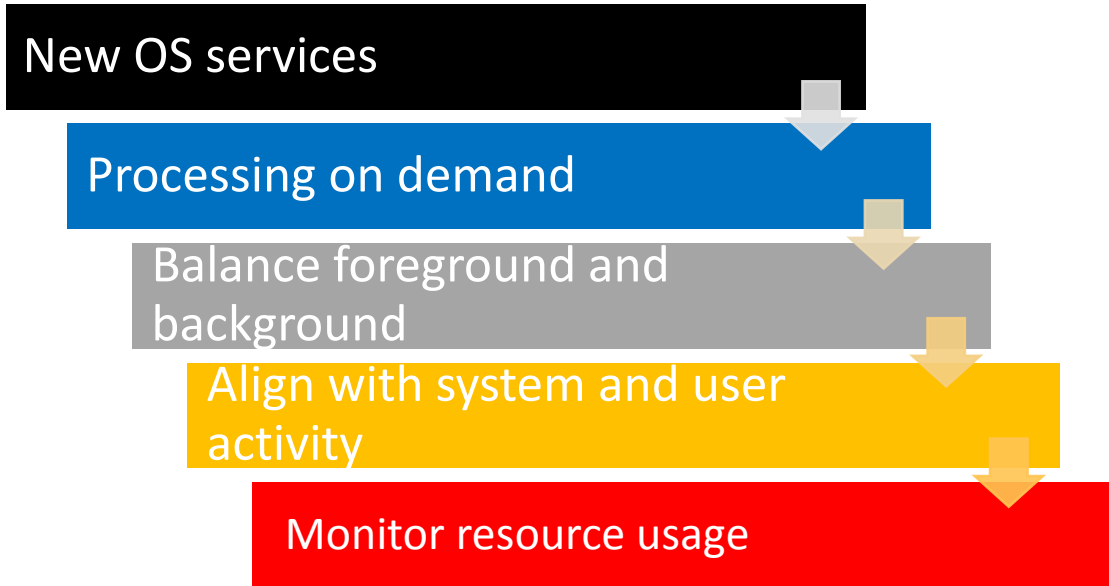 New OS services
Processing on demand
Balance foreground and
background
Align with system and user
activity
Monitor resource usage